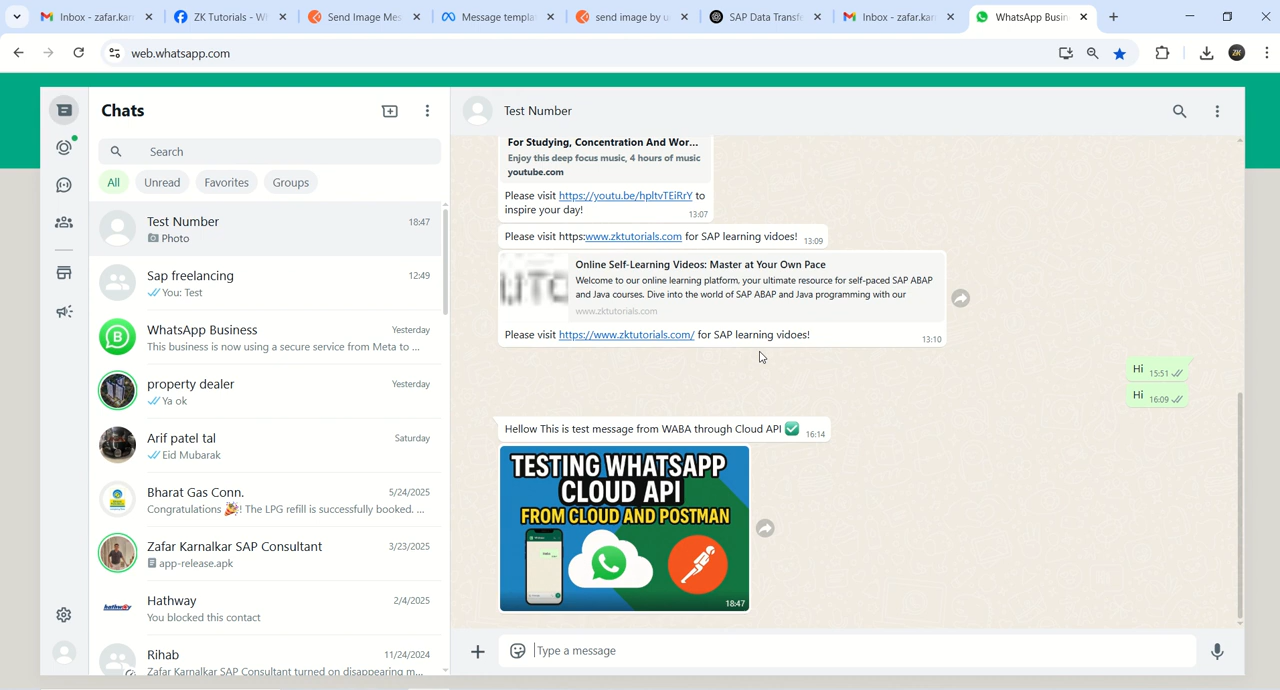 Inbox - zafar.kar
ZK Tutorials - W
Send Image Mes
Message templa
send image by u
SAP Data Transf
Inbox - zafar.kar
WhatsApp Busin
web.whatsapp.com
ZK
Chats
Search
All
Unread
Favorites
Groups
Test Number
18:47
Photo
Sap freelancing
12:49
You: Test
WhatsApp Business
Yesterday
This business is now using a secure service from Meta to ...
property dealer
Yesterday
Ya ok
Arif patel tal
Saturday
Eid Mubarak
Bharat Gas Conn.
5/24/2025
Congratulations 🎉! The LPG refill is successfully booked. ...
Zafar Karnalkar SAP Consultant
3/23/2025
app-release.apk
Hathway
2/4/2025
hathway
You blocked this contact
Rihab
11/24/2024
Zafar Karnalkar SAP Consultant turned on disappearing m...
Test Number
For Studying, Concentration And Wor...
Enjoy this deep focus music, 4 hours of music
youtube.com
Please visit https://youtu.be/hpltvTEiRrY to
inspire your day!
13:07
Please visit https:www.zktutorials.com for SAP learning vidoes!
13:09
Online Self-Learning Videos: Master at Your Own Pace
Welcome to our online learning platform, your ultimate resource for self-paced SAP ABAP
and Java courses. Dive into the world of SAP ABAP and Java programming with our
www.zktutorials.com
Please visit https://www.zktutorials.com/ for SAP learning vidoes!
13:10
Hi 15:51
Hi 16:09
Hellow This is test message from WABA through Cloud API ✅ 16:14
TESTING WHATSAPP
CLOUD API
FROM CLOUD AND POSTMAN
18:47
Type a message